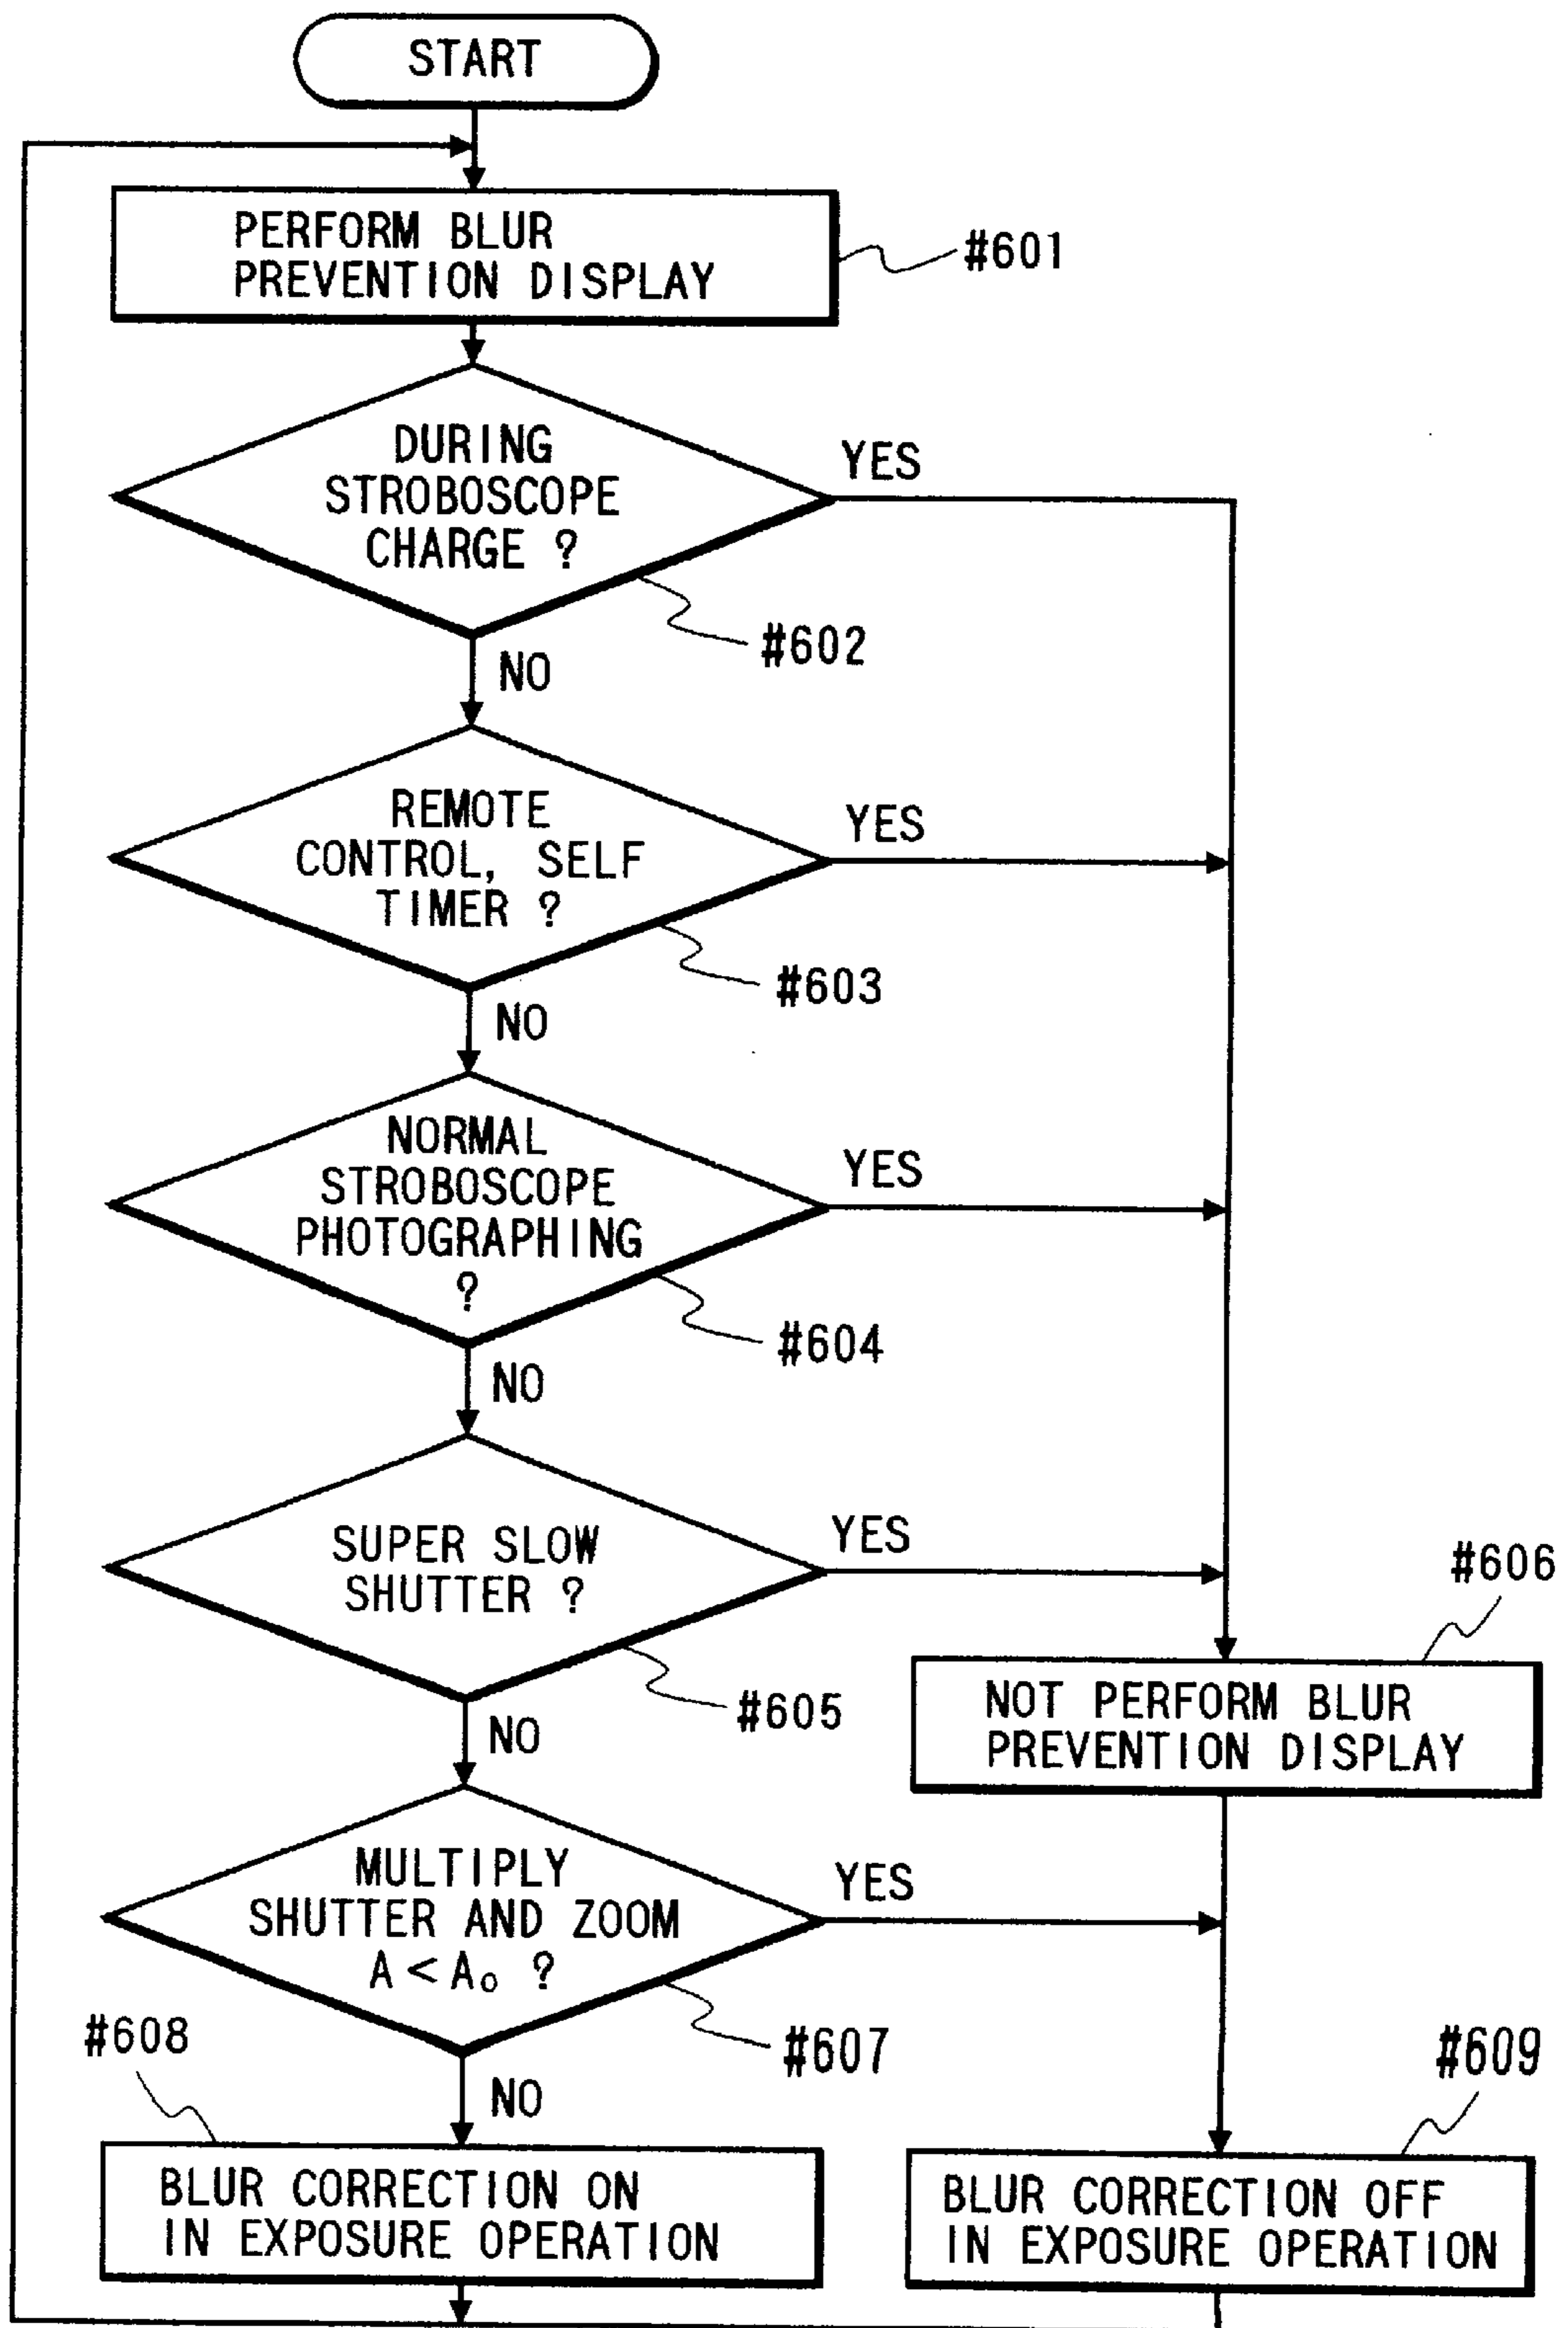 START
PERFORM BLUR
PREVENTION DISPLAY
#601
DURING
STROBOSCOPE
CHARGE ?
YES
#602
NO
REMOTE
CONTROL, SELF
TIMER ?
YES
#603
NO
NORMAL
STROBOSCOPE
PHOTOGRAPHING
?
YES
#604
NO
SUPER SLOW
SHUTTER ?
YES
#605
NO
#606
NOT PERFORM BLUR
PREVENTION DISPLAY
MULTIPLY
SHUTTER AND ZOOM
A < A₀ ?
YES
#607
NO
#608
BLUR CORRECTION ON
IN EXPOSURE OPERATION
#609
BLUR CORRECTION OFF
IN EXPOSURE OPERATION